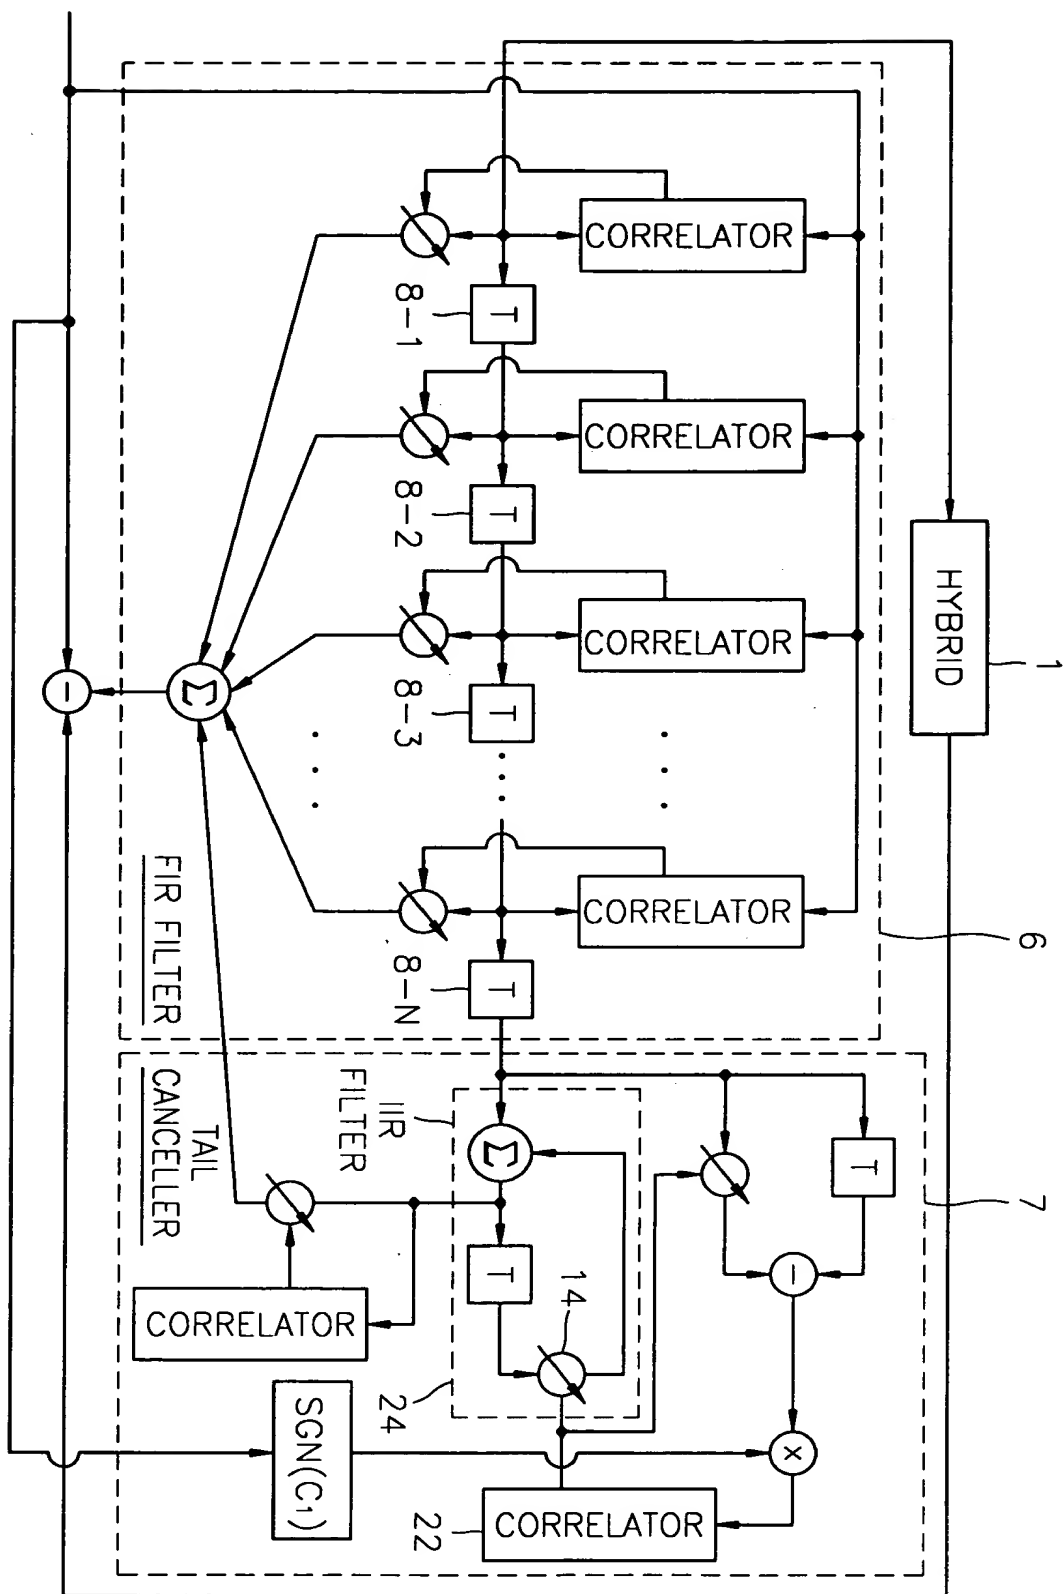 HYBRID
1
CORRELATOR
CORRELATOR
CORRELATOR
CORRELATOR
6
T
8-1
T
8-2
T
8-3
T
8-N
Σ
−
FIR FILTER
7
T
−
X
IIR
FILTER
Σ
T
14
24
TAIL
CANCELLER
CORRELATOR
SGN(C1)
CORRELATOR
22